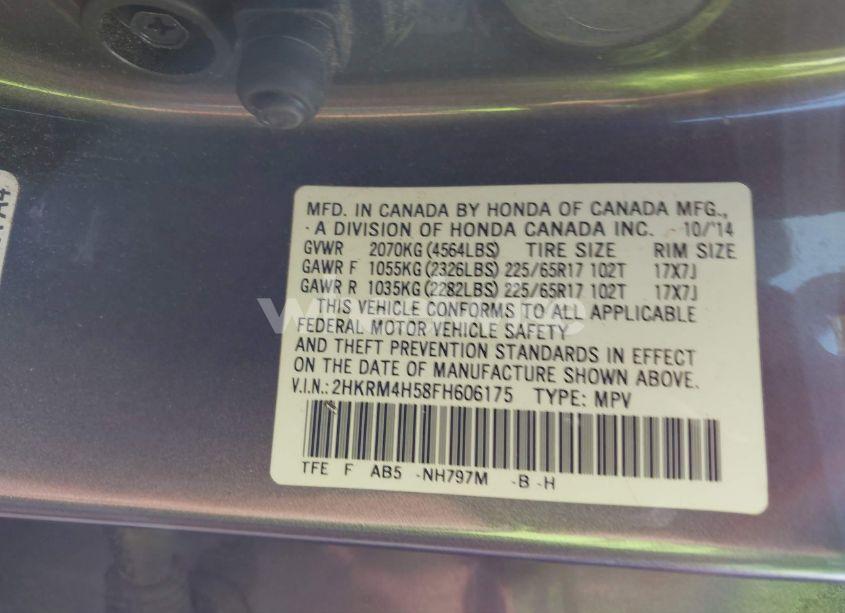 MFD. IN CANADA BY HONDA OF CANADA MFG.,
A DIVISION OF HONDA CANADA INC. 10/'14
GVWR 2070KG (4564LBS) TIRE SIZE RIM SIZE
GAWR F 1055KG (2326LBS) 225/65R17 102T 17X7J
GAWR R 1035KG (2282LBS) 225/65R17 102T 17X7J
THIS VEHICLE CONFORMS TO ALL APPLICABLE
FEDERAL MOTOR VEHICLE SAFETY
AND THEFT PREVENTION STANDARDS IN EFFECT
ON THE DATE OF MANUFACTURE SHOWN ABOVE.
V.I.N.: 2HKRM4H58FH606175 TYPE: MPV
TFE F AB5 -NH797M -B -H